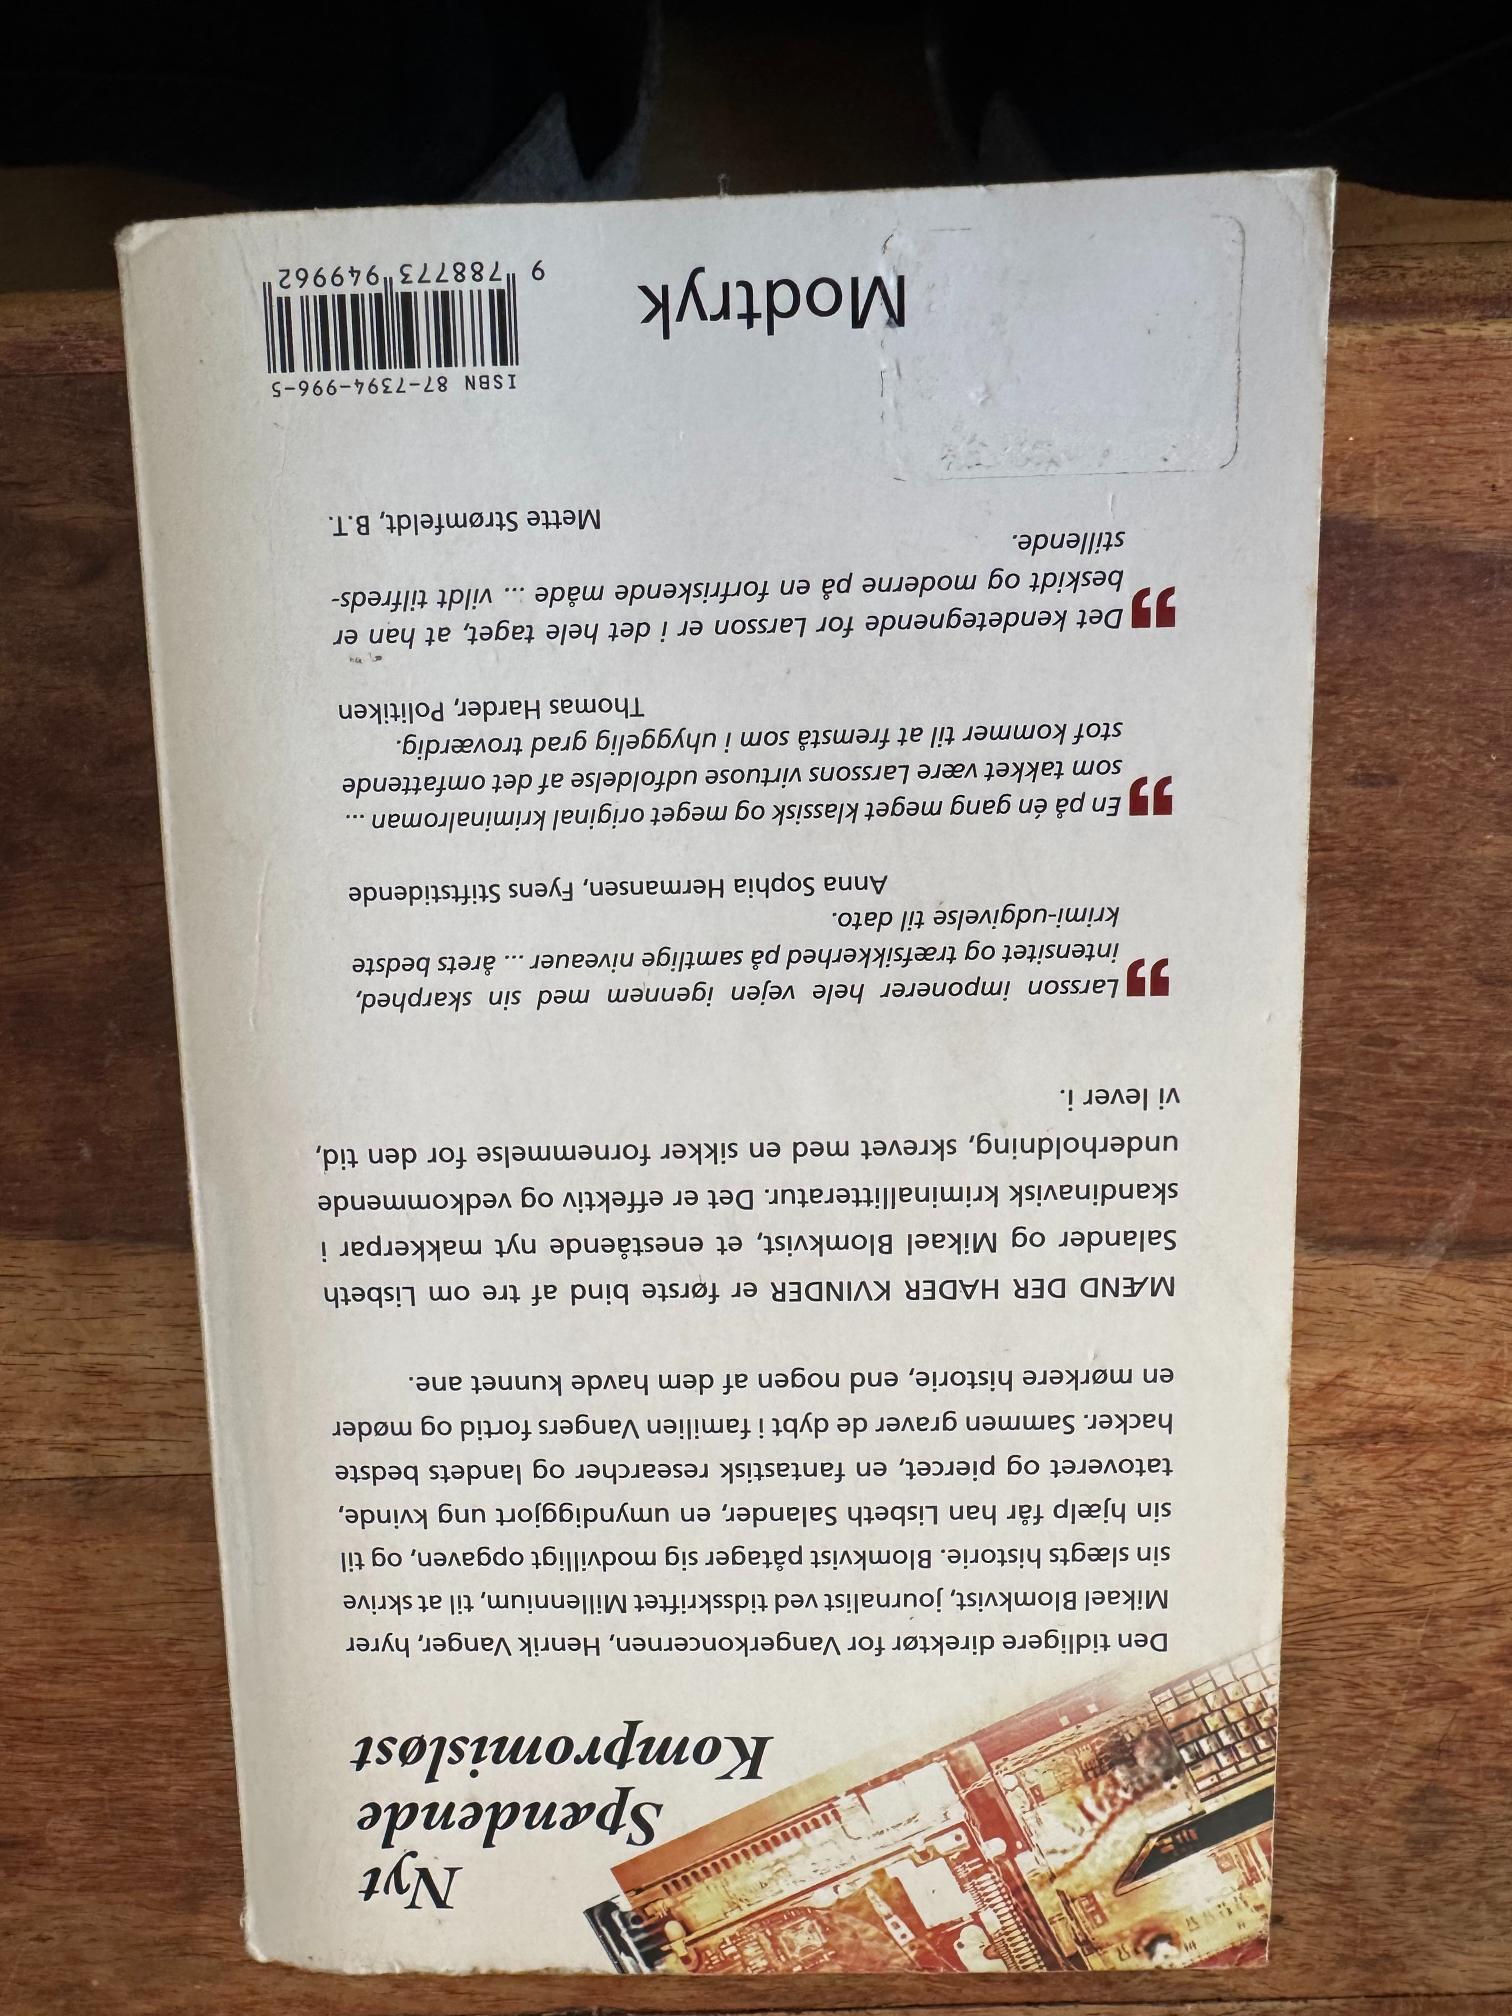 Nyt
Spændende
Kompromisløst
Den tidligere direktør for Vangerkoncernen, Henrik Vanger, hyrer
Mikael Blomkvist, journalist ved tidsskriftet Millennium, til at skrive
sin slægts historie. Blomkvist påtager sig modvilligt opgaven, og til
sin hjælp får han Lisbeth Salander, en umyndiggjort ung kvinde,
tatoveret og piercet, en fantastisk researcher og landets bedste
hacker. Sammen graver de dybt i familien Vangers fortid og møder
en mørkere historie, end nogen af dem havde kunnet ane.
MÆND DER HADER KVINDER er første bind af tre om Lisbeth
Salander og Mikael Blomkvist, et enestående nyt makkerpar i
skandinavisk kriminallitteratur. Det er effektiv og vedkommende
underholdning, skrevet med en sikker fornemmelse for den tid,
vi lever i.
" Larsson imponerer hele vejen igennem med sin skarphed,
intensitet og træfsikkerhed på samtlige niveauer ... årets bedste
krimi-udgivelse til dato.
Anna Sophia Hermansen, Fyens Stiftstidende
" En på én gang meget klassisk og meget original kriminalroman ...
som takket være Larssons virtuose udfoldelse af det omfattende
stof kommer til at fremstå som i uhyggelig grad troværdig.
Thomas Harder, Politiken
" Det kendetegnende for Larsson er i det hele taget, at han er
beskidt og moderne på en forfriskende måde ... vildt tilfreds-
stillende.
Mette Strømfeldt, B.T.
Modtryk
ISBN 87-7394-996-5
9 788773 949962